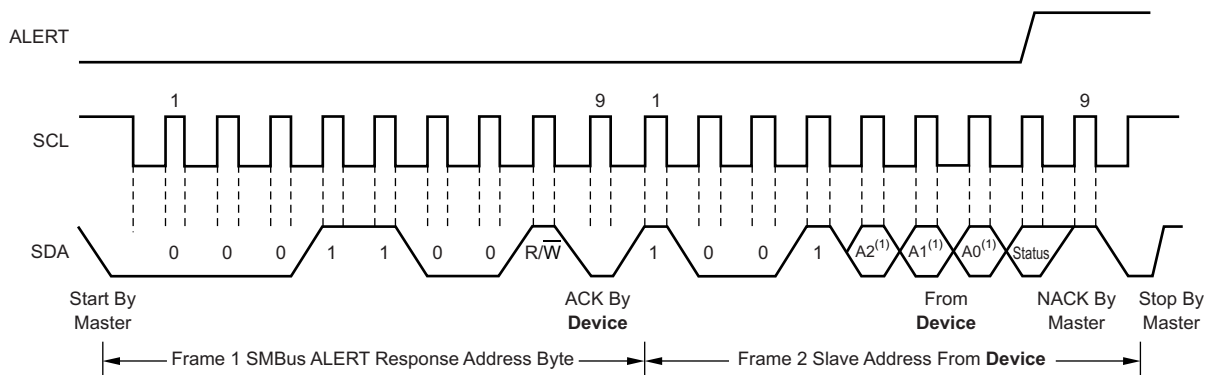 ALERT
1 9 1 9
SCL
SDA
0 0 0 1 1 0 0 R/W̅ 1 0 0 1 A2(1) A1(1) A0(1) Status
Start By
Master
ACK By
Device
From
Device
NACK By
Master
Stop By
Master
Frame 1 SMBus ALERT Response Address Byte
Frame 2 Slave Address From Device